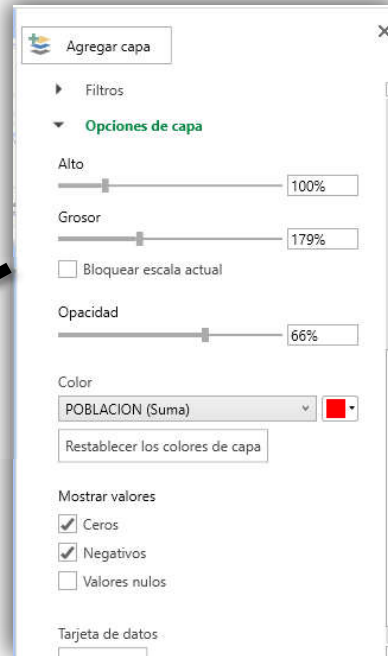 Agregar capa
Filtros
Opciones de capa
Alto
100%
Grosor
179%
Bloquear escala actual
Opacidad
66%
Color
POBLACION (Suma)
Restablecer los colores de capa
Mostrar valores
Ceros
Negativos
Valores nulos
Tarjeta de datos